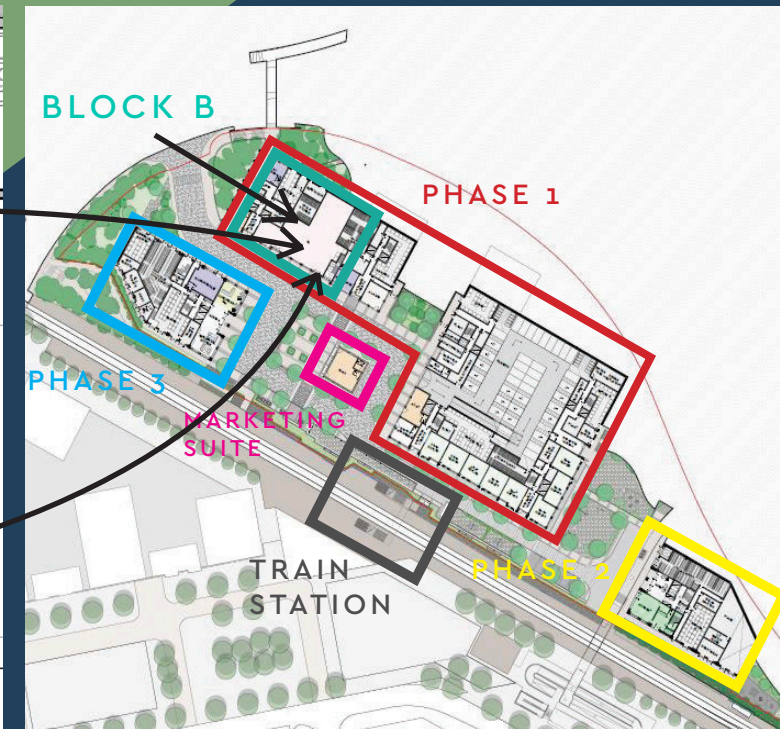 BLOCK B
PHASE 1
PHASE 3
MARKETING
SUITE
TRAIN
STATION
PHASE 2